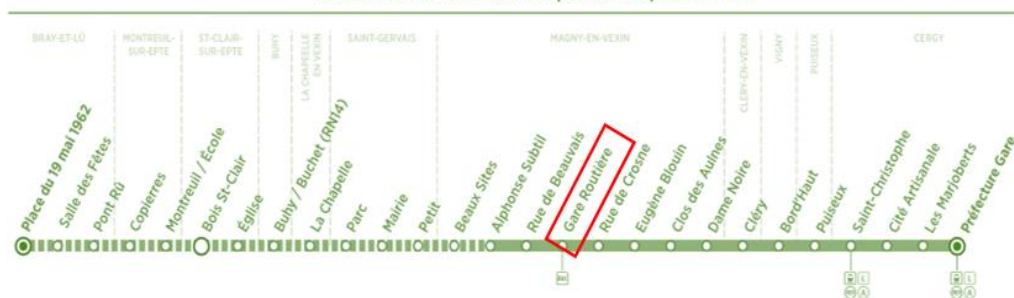 BRAY-ET-LÛ
MONTREUIL-
SUR-EPTE
ST-CLAIR-
SUR-EPTE
BUHY
LA CHAPELLE
EN VEXIN
SAINT-GERVAIS
MAGNY-EN-VEXIN
CLERY-EN-VEXIN
VIGNY
PUISEUX
CERGY
Place du 19 mai 1962
Salle des Fêtes
Pont Rû
Copierres
Montreuil / École
Bois St-Clair
Église
Buhy / Buchet (RN14)
La Chapelle
Parc
Mairie
Petit
Beaux Sites
Alphonse Subtil
Rue de Beauvais
Gare Routière
Rue de Crosne
Eugène Blouin
Clos des Aulnes
Dame Noire
Cléry
Bord'Haut
Puiseux
Saint-Christophe
Cité Artisanale
Les Marjoberts
Préfecture Gare
BUS
L
RER A
L
RER A